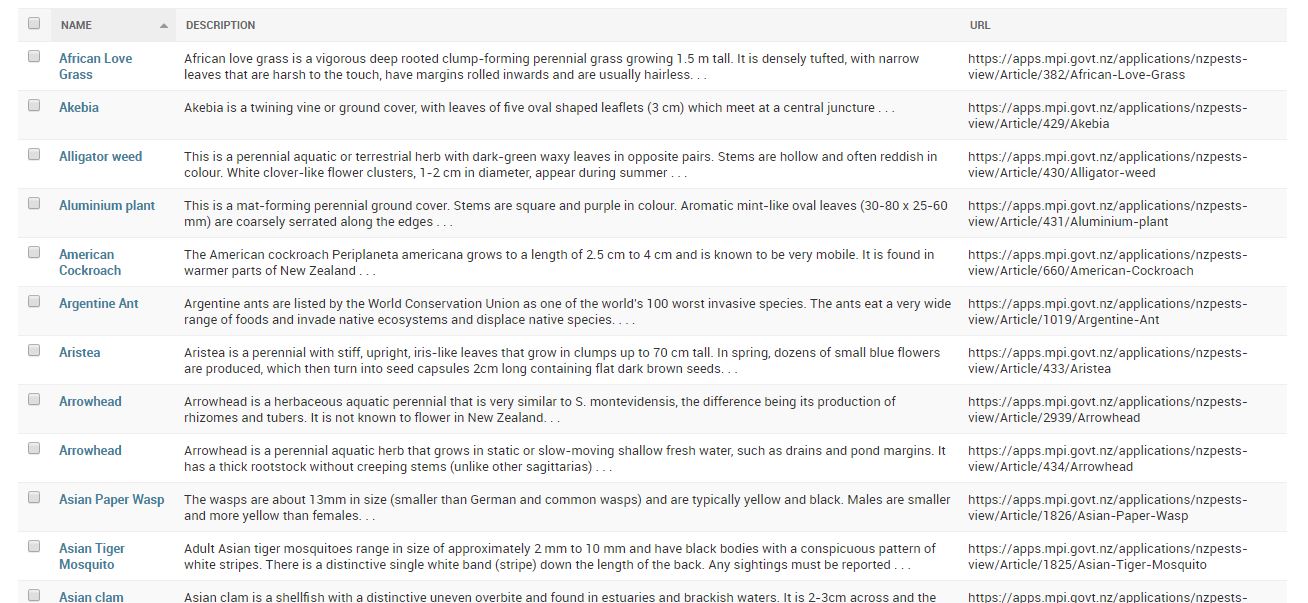 NAME DESCRIPTION URL
African Love Grass African love grass is a vigorous deep rooted clump-forming perennial grass growing 1.5 m tall. It is densely tufted, with narrow
leaves that are harsh to the touch, have margins rolled inwards and are usually hairless. . . https://apps.mpi.govt.nz/applications/nzpests-
view/Article/382/African-Love-Grass
Akebia Akebia is a twining vine or ground cover, with leaves of five oval shaped leaflets (3 cm) which meet at a central juncture . . . https://apps.mpi.govt.nz/applications/nzpests-
view/Article/429/Akebia
Alligator weed This is a perennial aquatic or terrestrial herb with dark-green waxy leaves in opposite pairs. Stems are hollow and often reddish in
colour. White clover-like flower clusters, 1-2 cm in diameter, appear during summer . . . https://apps.mpi.govt.nz/applications/nzpests-
view/Article/430/Alligator-weed
Aluminium plant This is a mat-forming perennial ground cover. Stems are square and purple in colour. Aromatic mint-like oval leaves (30-80 x 25-60
mm) are coarsely serrated along the edges . . . https://apps.mpi.govt.nz/applications/nzpests-
view/Article/431/Aluminium-plant
American Cockroach The American cockroach Periplaneta americana grows to a length of 2.5 cm to 4 cm and is known to be very mobile. It is found in
warmer parts of New Zealand . . . https://apps.mpi.govt.nz/applications/nzpests-
view/Article/660/American-Cockroach
Argentine Ant Argentine ants are listed by the World Conservation Union as one of the world's 100 worst invasive species. The ants eat a very wide
range of foods and invade native ecosystems and displace native species. . . . https://apps.mpi.govt.nz/applications/nzpests-
view/Article/1019/Argentine-Ant
Aristea Aristea is a perennial with stiff, upright, iris-like leaves that grow in clumps up to 70 cm tall. In spring, dozens of small blue flowers
are produced, which then turn into seed capsules 2cm long containing flat dark brown seeds. . . https://apps.mpi.govt.nz/applications/nzpests-
view/Article/433/Aristea
Arrowhead Arrowhead is a herbaceous aquatic perennial that is very similar to S. montevidensis, the difference being its production of
rhizomes and tubers. It is not known to flower in New Zealand. . . https://apps.mpi.govt.nz/applications/nzpests-
view/Article/2939/Arrowhead
Arrowhead Arrowhead is a perennial aquatic herb that grows in static or slow-moving shallow fresh water, such as drains and pond margins. It
has a thick rootstock without creeping stems (unlike other sagittarias) . . . https://apps.mpi.govt.nz/applications/nzpests-
view/Article/434/Arrowhead
Asian Paper Wasp The wasps are about 13mm in size (smaller than German and common wasps) and are typically yellow and black. Males are smaller
and more yellow than females. . . https://apps.mpi.govt.nz/applications/nzpests-
view/Article/1826/Asian-Paper-Wasp
Asian Tiger Mosquito Adult Asian tiger mosquitoes range in size of approximately 2 mm to 10 mm and have black bodies with a conspicuous pattern of
white stripes. There is a distinctive single white band (stripe) down the length of the back. Any sightings must be reported . . . https://apps.mpi.govt.nz/applications/nzpests-
view/Article/1825/Asian-Tiger-Mosquito
Asian clam Asian clam is a shellfish with a distinctive uneven overbite and found in estuaries and brackish waters. It is 2-3cm across and the https://apps.mpi.govt.nz/applications/nzpests-